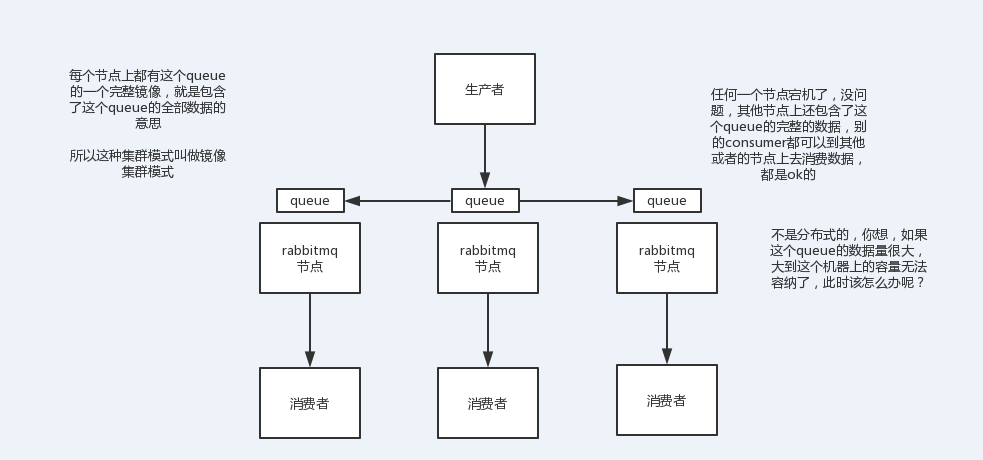 每个节点上都有这个queue
的一个完整镜像，就是包含
了这个queue的全部数据的
意思
所以这种集群模式叫做镜像
集群模式
生产者
任何一个节点宕机了，没问
题，其他节点上还包含了这
个queue的完整的数据，别
的consumer都可以到其他
或者的节点上去消费数据，
都是ok的
queue
queue
queue
rabbitmq
节点
rabbitmq
节点
rabbitmq
节点
不是分布式的，你想，如果
这个queue的数据量很大，
大到这个机器上的容量无法
容纳了，此时该怎么办呢？
消费者
消费者
消费者